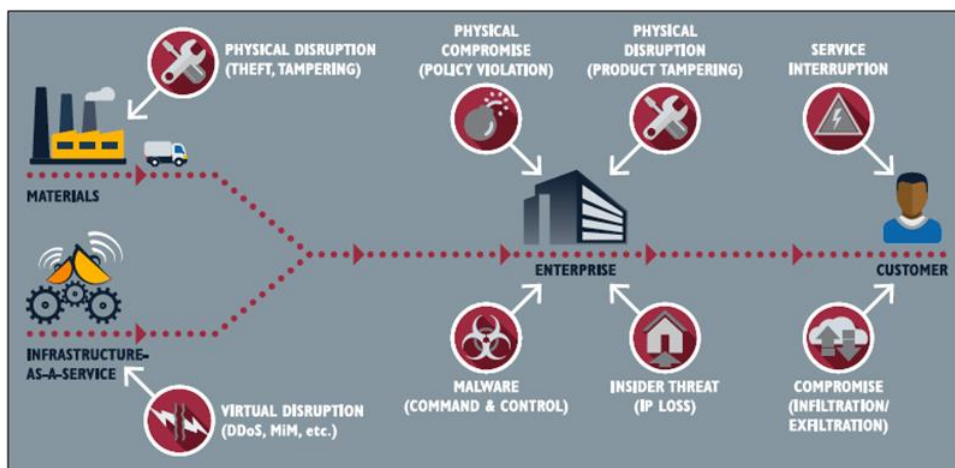 PHYSICAL DISRUPTION
(THEFT, TAMPERING)
PHYSICAL
COMPROMISE
(POLICY VIOLATION)
PHYSICAL
DISRUPTION
(PRODUCT TAMPERING)
SERVICE
INTERRUPTION
MATERIALS
ENTERPRISE
CUSTOMER
INFRASTRUCTURE-
AS-A-SERVICE
VIRTUAL DISRUPTION
(DDoS, MiM, etc.)
MALWARE
(COMMAND & CONTROL)
INSIDER THREAT
(IP LOSS)
COMPROMISE
(INFILTRATION/
EXFILTRATION)